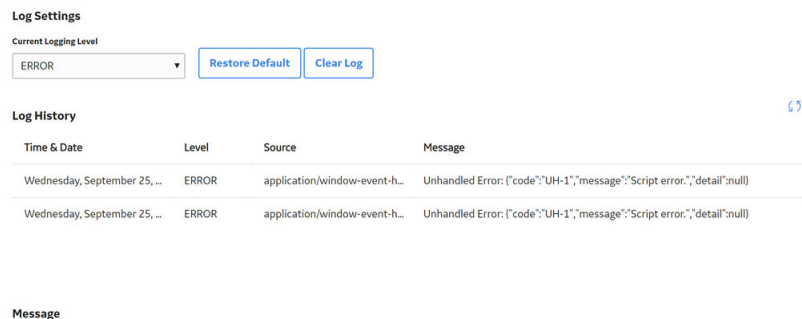 Log Settings
Current Logging Level
ERROR
Restore Default
Clear Log
Log History
Time & Date Level Source Message
Wednesday, September 25, ... ERROR application/window-event-h... Unhandled Error: {"code":"UH-1","message":"Script error.","detail":null}
Wednesday, September 25, ... ERROR application/window-event-h... Unhandled Error: {"code":"UH-1","message":"Script error.","detail":null}
Message